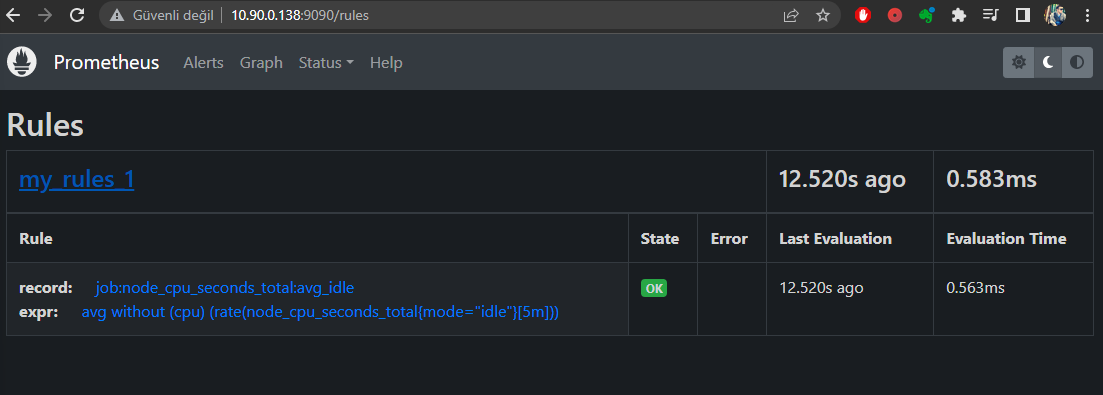 Güvenli değil 10.90.0.138:9090/rules
Prometheus Alerts Graph Status Help
Rules
my_rules_1 12.520s ago 0.583ms
Rule State Error Last Evaluation Evaluation Time
record: job:node_cpu_seconds_total:avg_idle OK 12.520s ago 0.563ms
expr: avg without (cpu) (rate(node_cpu_seconds_total{mode="idle"}[5m]))